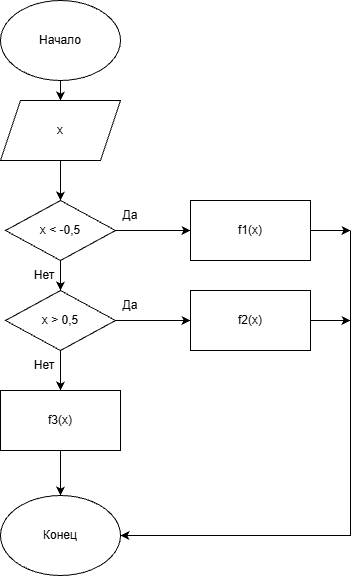 Начало
x
x < -0,5
Да
f1(x)
Нет
x > 0,5
Да
f2(x)
Нет
f3(x)
Конец